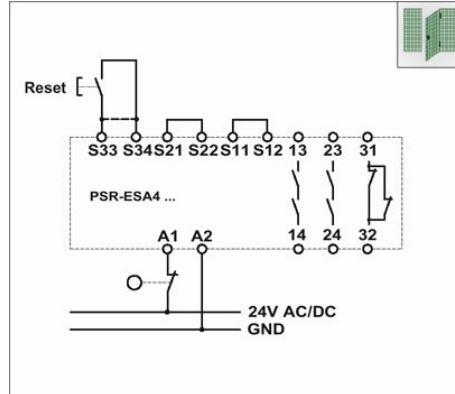 Reset
S33 S34 S21 S22 S11 S12 13 23 31
PSR-ESA4 ...
A1 A2 14 24 32
24V AC/DC
GND